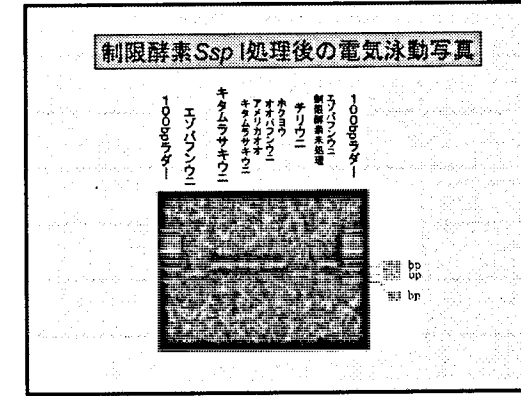 制限酵素Ssp I処理後の電気泳動写真
100bpラダー
エゾバフンウニ
キタムラサキウニ
アメリカオオ
キタムラサキウニ
ホクヨウ
オオバフンウニ
チリウニ
エゾバフンウニ
制限酵素未処理
100bpラダー
bp
bp
bp